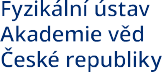 Fyzikální ústav
Akademie věd
České republiky